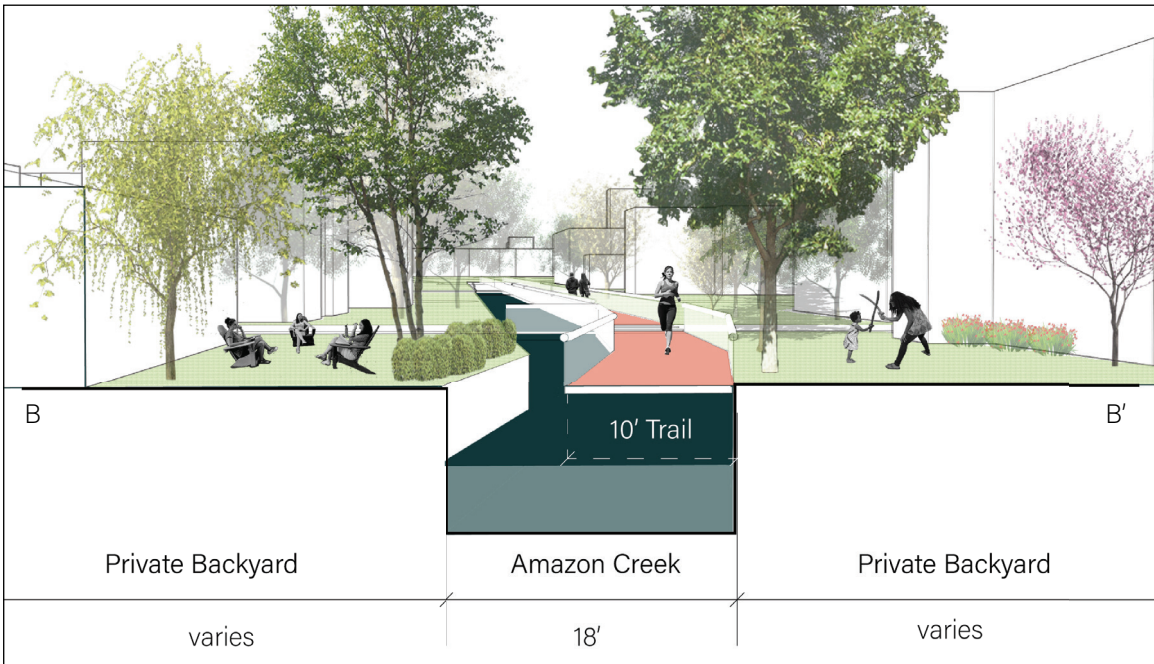 B
B'
10' Trail
Private Backyard
Amazon Creek
Private Backyard
varies
18'
varies